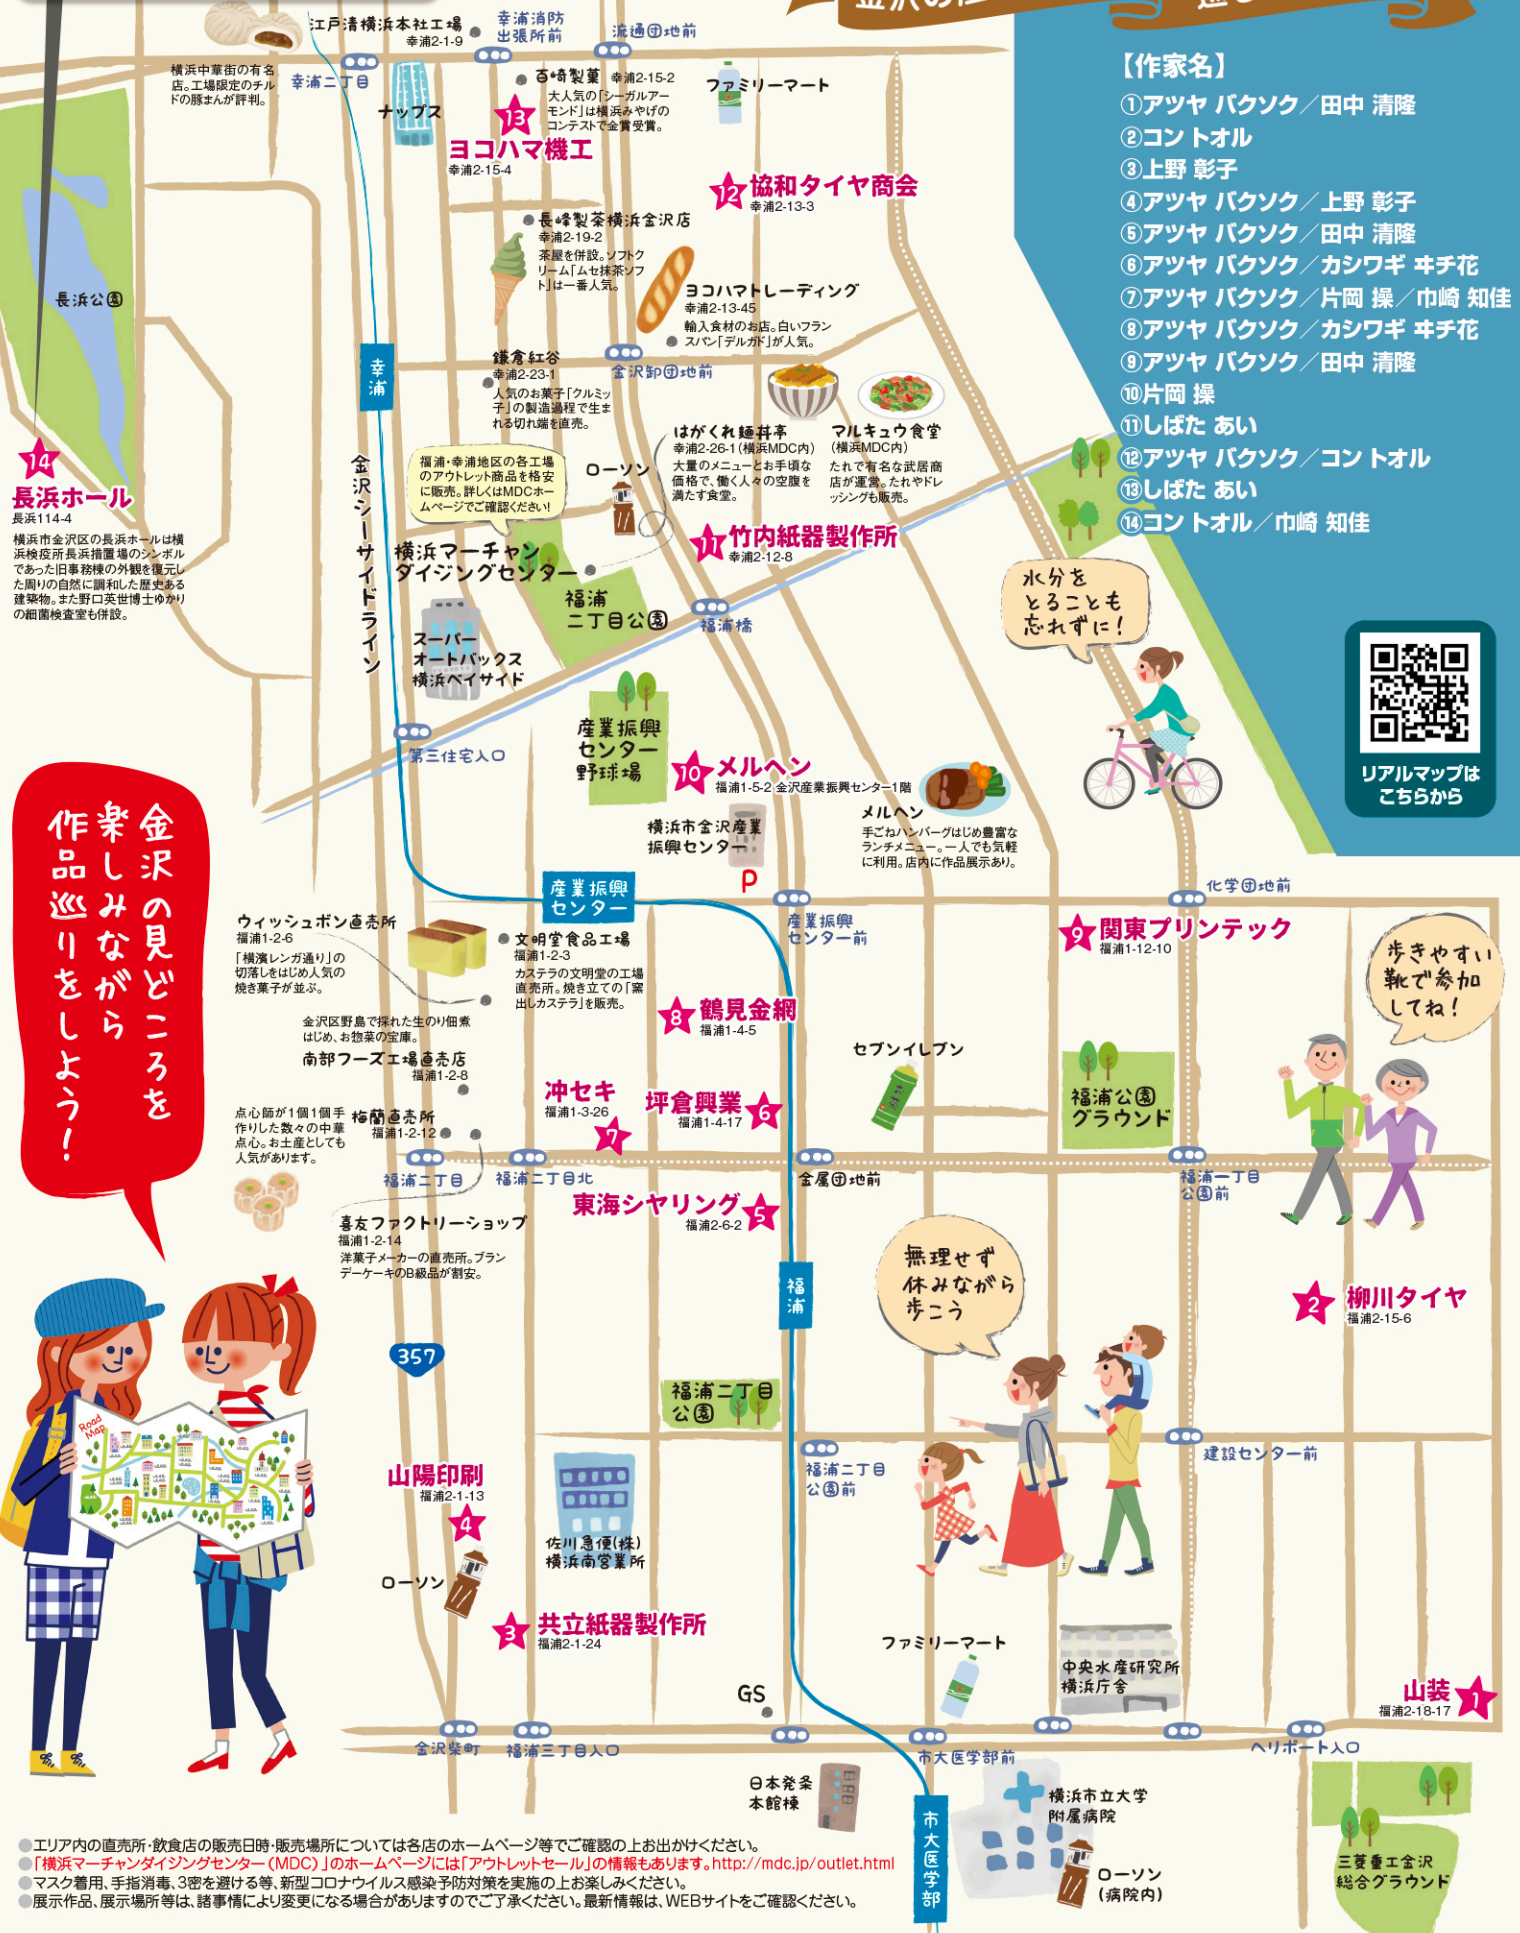 江戸清横浜本社工場
幸浦2-1-9
横浜中華街の有名
店。工場限定のチル
ドの豚まんが評判。
幸浦二丁目
幸浦消防
出張所前
流通団地前
ナップス
百崎製菓 幸浦2-15-2
大人気の「シーガルアー
モンド」は横浜みやげの
コンテストで金賞受賞。
ファミリーマート
13
ヨコハマ機工
幸浦2-15-4
12
協和タイヤ商会
幸浦2-13-3
長峰製茶横浜金沢店
幸浦2-19-2
茶屋を併設。ソフトク
リーム「ムセ抹茶ソフ
ト」は一番人気。
ヨコハマトレーディング
幸浦2-13-45
輸入食材のお店。白いフラン
スパン「デルガド」が人気。
長浜公園
幸浦
鎌倉紅谷
幸浦2-23-1
人気のお菓子「クルミッ
子」の製造過程で生ま
れる切れ端を直売。
金沢卸団地前
はがくれ麺丼亭
幸浦2-26-1(横浜MDC内)
大量のメニューとお手頃な
価格で、働く人々の空腹を
満たす食堂。
マルキュウ食堂
(横浜MDC内)
たれで有名な武居商
店が運営。たれやドレ
ッシングも販売。
14
長浜ホール
長浜114-4
横浜市金沢区の長浜ホールは横
浜検疫所長浜措置場のシンボル
であった旧事務棟の外観を復元し
た周りの自然に調和した歴史ある
建築物。また野口英世博士ゆかり
の細菌検査室も併設。
金沢シーサイドライン
福浦・幸浦地区の各工場
のアウトレット商品を格安
に販売。詳しくはMDCホー
ムページでご確認ください!
ローソン
横浜マーチャン
ダイジングセンター
11
竹内紙器製作所
幸浦2-12-8
福浦
二丁目公園
福浦橋
スーパー
オートバックス
横浜ベイサイド
第三住宅入口
産業振興
センター
野球場
10
メルヘン
福浦1-5-2 金沢産業振興センター1階
横浜市金沢産業
振興センター
P
メルヘン
手ごねハンバーグはじめ豊富な
ランチメニュー。一人でも気軽
に利用。店内に作品展示あり。
水分を
とることも
忘れずに!
【作家名】
①アツヤ バクソク／田中 清隆
②コン トオル
③上野 彰子
④アツヤ バクソク／上野 彰子
⑤アツヤ バクソク／田中 清隆
⑥アツヤ バクソク／カシワギ ヰチ花
⑦アツヤ バクソク／片岡 操／巾崎 知佳
⑧アツヤ バクソク／カシワギ ヰチ花
⑨アツヤ バクソク／田中 清隆
⑩片岡 操
⑪しばた あい
⑫アツヤ バクソク／コン トオル
⑬しばた あい
⑭コン トオル／巾崎 知佳
リアルマップは
こちらから
金沢の見どころを
楽しみながら
作品巡りをしよう!
産業振興
センター
産業振興
センター前
化学団地前
ウィッシュボン直売所
福浦1-2-6
「横濱レンガ通り」の
切落しをはじめ人気の
焼き菓子が並ぶ。
文明堂食品工場
福浦1-2-3
カステラの文明堂の工場
直売所。焼き立ての「窯
出しカステラ」を販売。
9
関東プリンテック
福浦1-12-10
歩きやすい
靴で参加
してね!
8
鶴見金網
福浦1-4-5
金沢区野島で採れた生のり佃煮
はじめ、お惣菜の宝庫。
南部フーズ工場直売店
福浦1-2-8
セブンイレブン
福浦公園
グラウンド
点心師が1個1個手
作りした数々の中華
点心。お土産としても
人気があります。
梅蘭直売所
福浦1-2-12
冲セキ
福浦1-3-26
7
坪倉興業
福浦1-4-17
6
福浦二丁目
福浦二丁目北
金属団地前
福浦一丁目
公園前
喜友ファクトリーショップ
福浦1-2-14
洋菓子メーカーの直売所。ブラン
デーケーキのB級品が割安。
東海シヤリング
福浦2-6-2
5
福浦
無理せず
休みながら
歩こう
2
柳川タイヤ
福浦2-15-6
357
Road
Map
福浦二丁目
公園
福浦二丁目
公園前
建設センター前
山陽印刷
福浦2-1-13
4
ローソン
佐川急便(株)
横浜南営業所
3
共立紙器製作所
福浦2-1-24
ファミリーマート
中央水産研究所
横浜庁舎
GS
山装
福浦2-18-17
1
金沢柴町
福浦三丁目入口
市大医学部前
ヘリポート入口
日本発条
本館棟
市大医学部
横浜市立大学
附属病院
ローソン
(病院内)
三菱重工金沢
総合グラウンド
●エリア内の直売所・飲食店の販売日時・販売場所については各店のホームページ等でご確認の上お出かけください。
●「横浜マーチャンダイジングセンター(MDC)」のホームページには「アウトレットセール」の情報もあります。http://mdc.jp/outlet.html
●マスク着用、手指消毒、3密を避ける等、新型コロナウイルス感染予防対策を実施の上お楽しみください。
●展示作品、展示場所等は、諸事情により変更になる場合がありますのでご了承ください。最新情報は、WEBサイトをご確認ください。